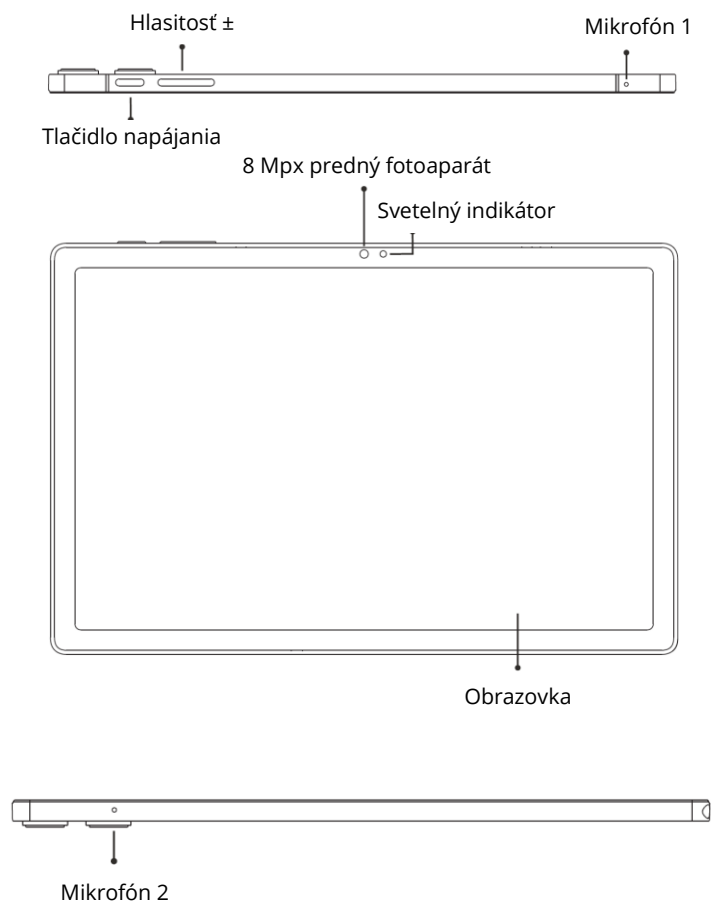 Hlasitosť ±
Mikrofón 1
Tlačidlo napájania
8 Mpx predný fotoaparát
Svetelný indikátor
Obrazovka
Mikrofón 2